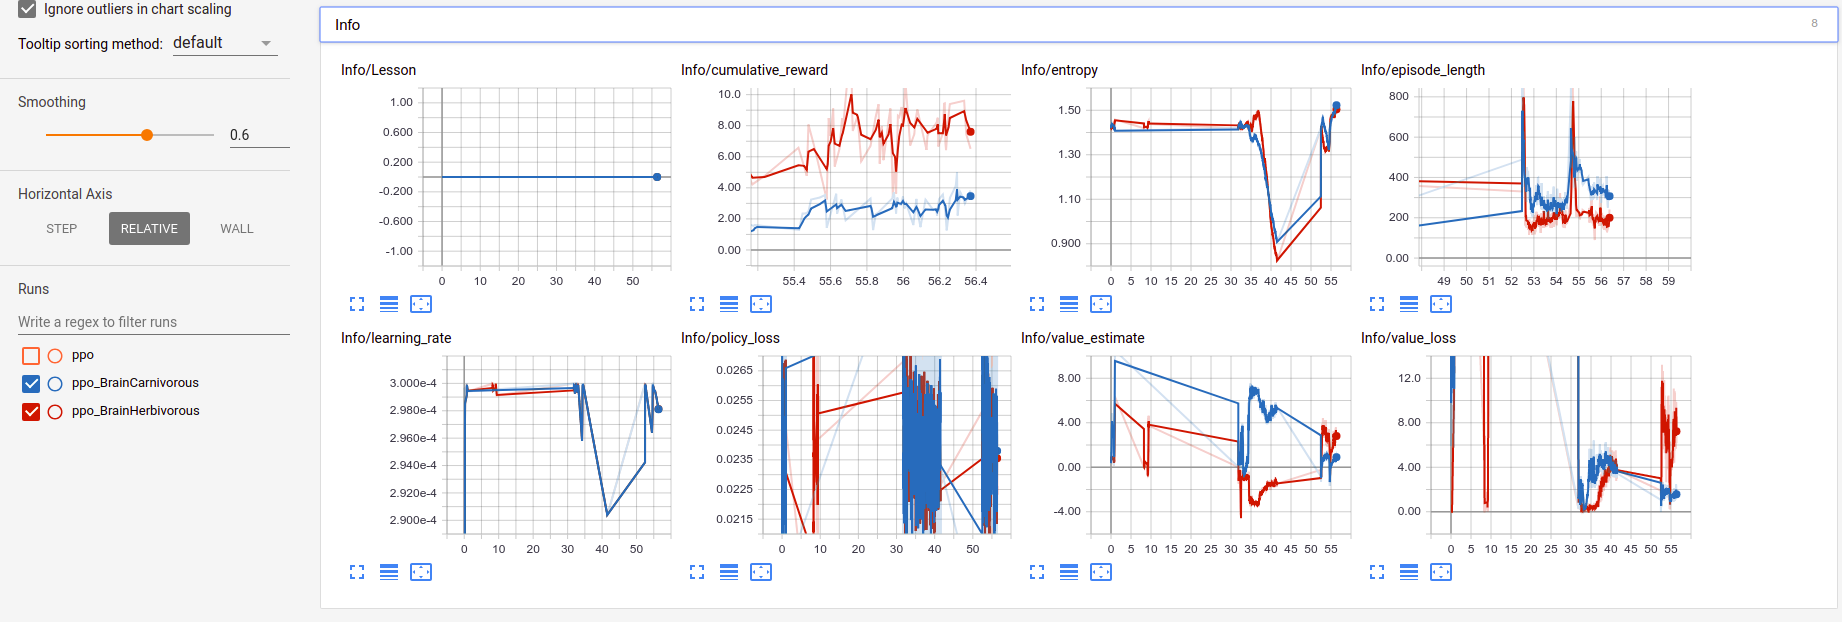 Ignore outliers in chart scaling
Tooltip sorting method: default
Smoothing
0.6
Horizontal Axis
STEP RELATIVE WALL
Runs
Write a regex to filter runs
ppo
ppo_BrainCarnivorous
ppo_BrainHerbivorous
Info 8
Info/Lesson
1.00
0.600
0.200
-0.200
-0.600
-1.00
0 10 20 30 40 50
Info/cumulative_reward
10.0
8.00
6.00
4.00
2.00
0.00
55.4 55.6 55.8 56 56.2 56.4
Info/entropy
1.50
1.30
1.10
0.900
0 5 10 15 20 25 30 35 40 45 50 55
Info/episode_length
800
600
400
200
0.00
49 50 51 52 53 54 55 56 57 58 59
Info/learning_rate
3.000e-4
2.980e-4
2.960e-4
2.940e-4
2.920e-4
2.900e-4
0 10 20 30 40 50
Info/policy_loss
0.0265
0.0255
0.0245
0.0235
0.0225
0.0215
0 10 20 30 40 50
Info/value_estimate
8.00
4.00
0.00
-4.00
0 5 10 15 20 25 30 35 40 45 50 55
Info/value_loss
12.0
8.00
4.00
0.00
0 5 10 15 20 25 30 35 40 45 50 55